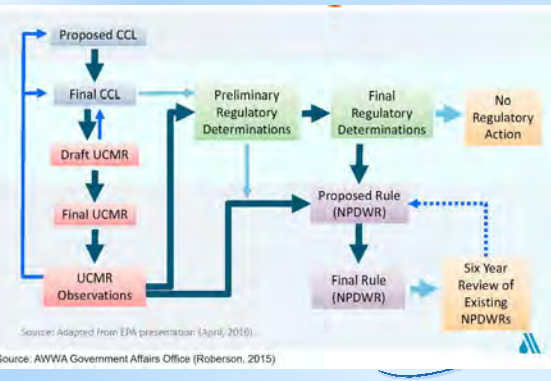 Proposed CCL
Final CCL
Draft UCMR
Final UCMR
UCMR
Observations
Preliminary
Regulatory
Determinations
Final
Regulatory
Determinations
No
Regulatory
Action
Proposed Rule
(NPDWR)
Final Rule
(NPDWR)
Six Year
Review of
Existing
NPDWRs
Source: Adapted from EPA presentation (April, 2010)
Source: AWWA Government Affairs Office (Roberson, 2015)